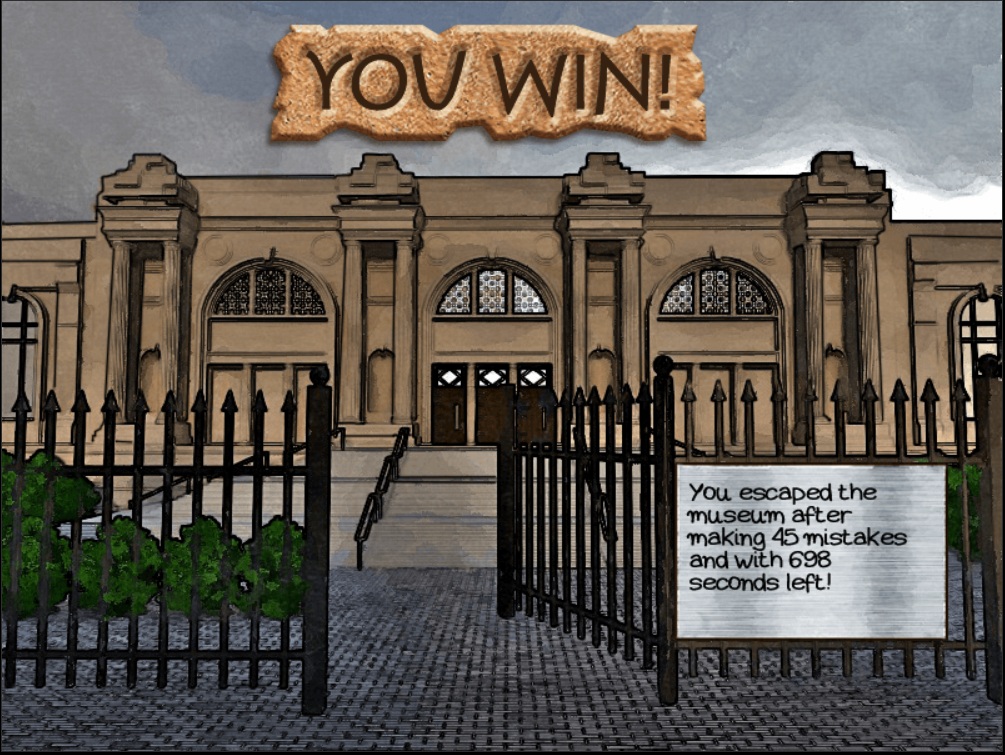 YOU WIN!
You escaped the
museum after
making 45 mistakes
and with 698
seconds left!